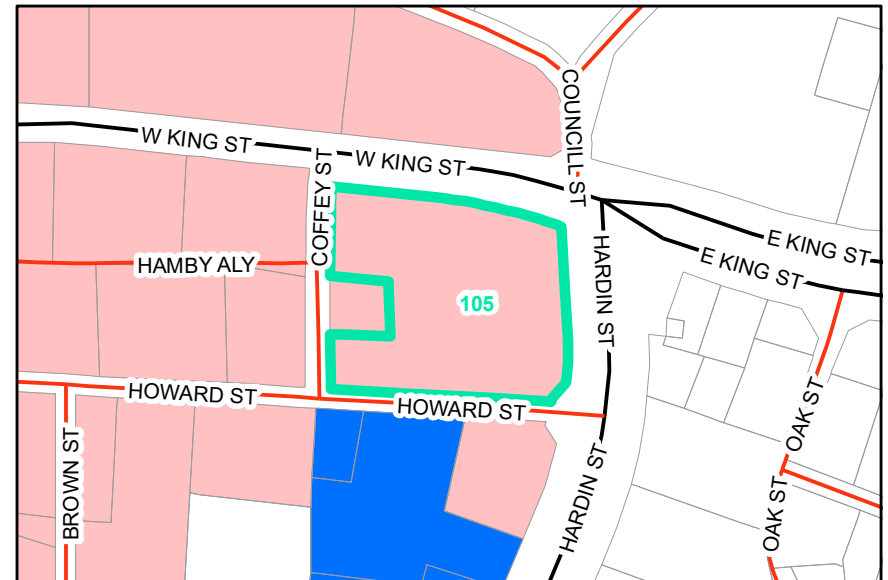 COUNCILL ST
W KING ST
W KING ST
COFFEY ST
E KING ST
E KING ST
HAMBY ALY
HARDIN ST
105
HOWARD ST
HOWARD ST
OAK ST
BROWN ST
HARDIN ST
OAK ST